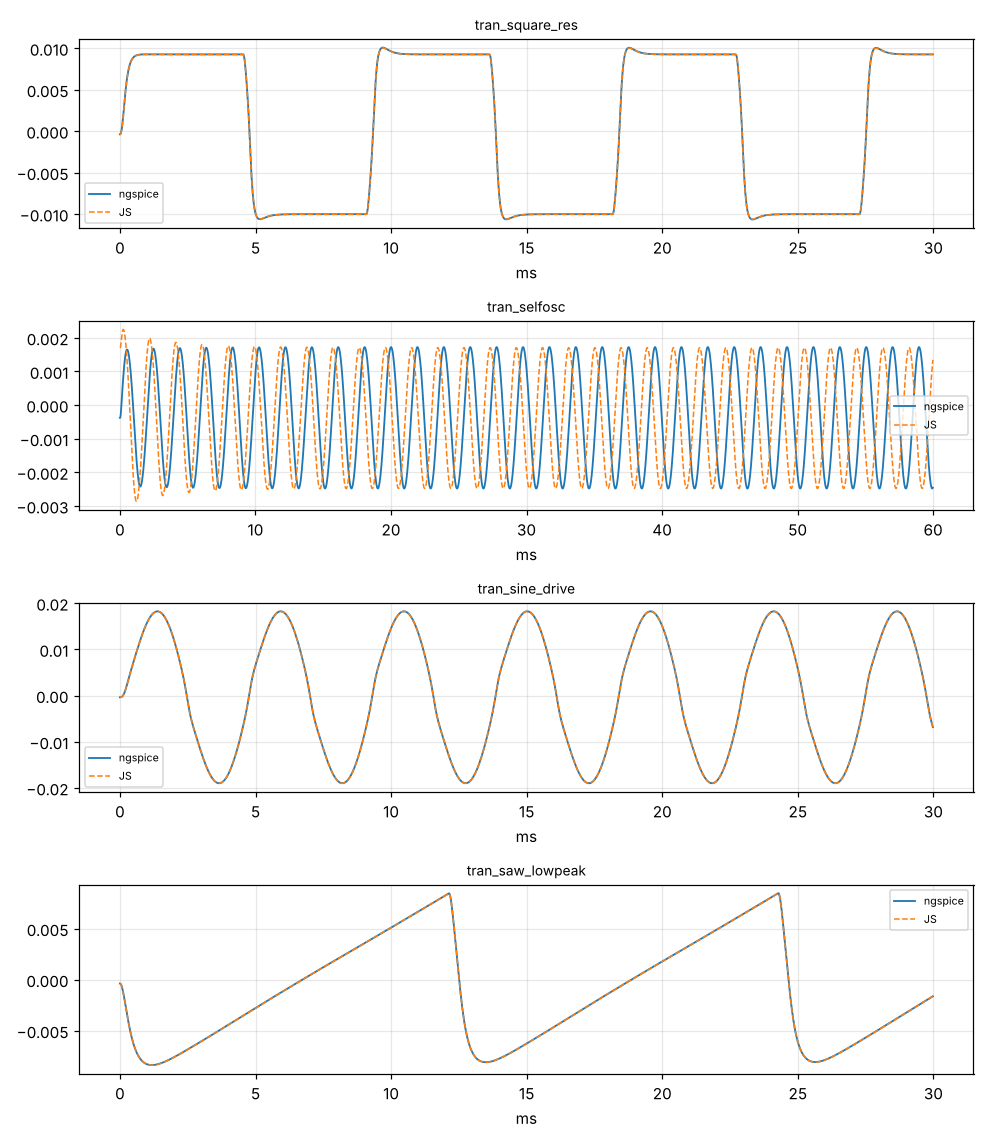 tran_square_res
0.010
0.005
0.000
−0.005
−0.010
ngspice
JS
0 5 10 15 20 25 30
ms
tran_selfosc
0.002
0.001
0.000
−0.001
−0.002
−0.003
ngspice
JS
0 10 20 30 40 50 60
ms
tran_sine_drive
0.02
0.01
0.00
−0.01
−0.02
ngspice
JS
0 5 10 15 20 25 30
ms
tran_saw_lowpeak
0.005
0.000
−0.005
ngspice
JS
0 5 10 15 20 25 30
ms